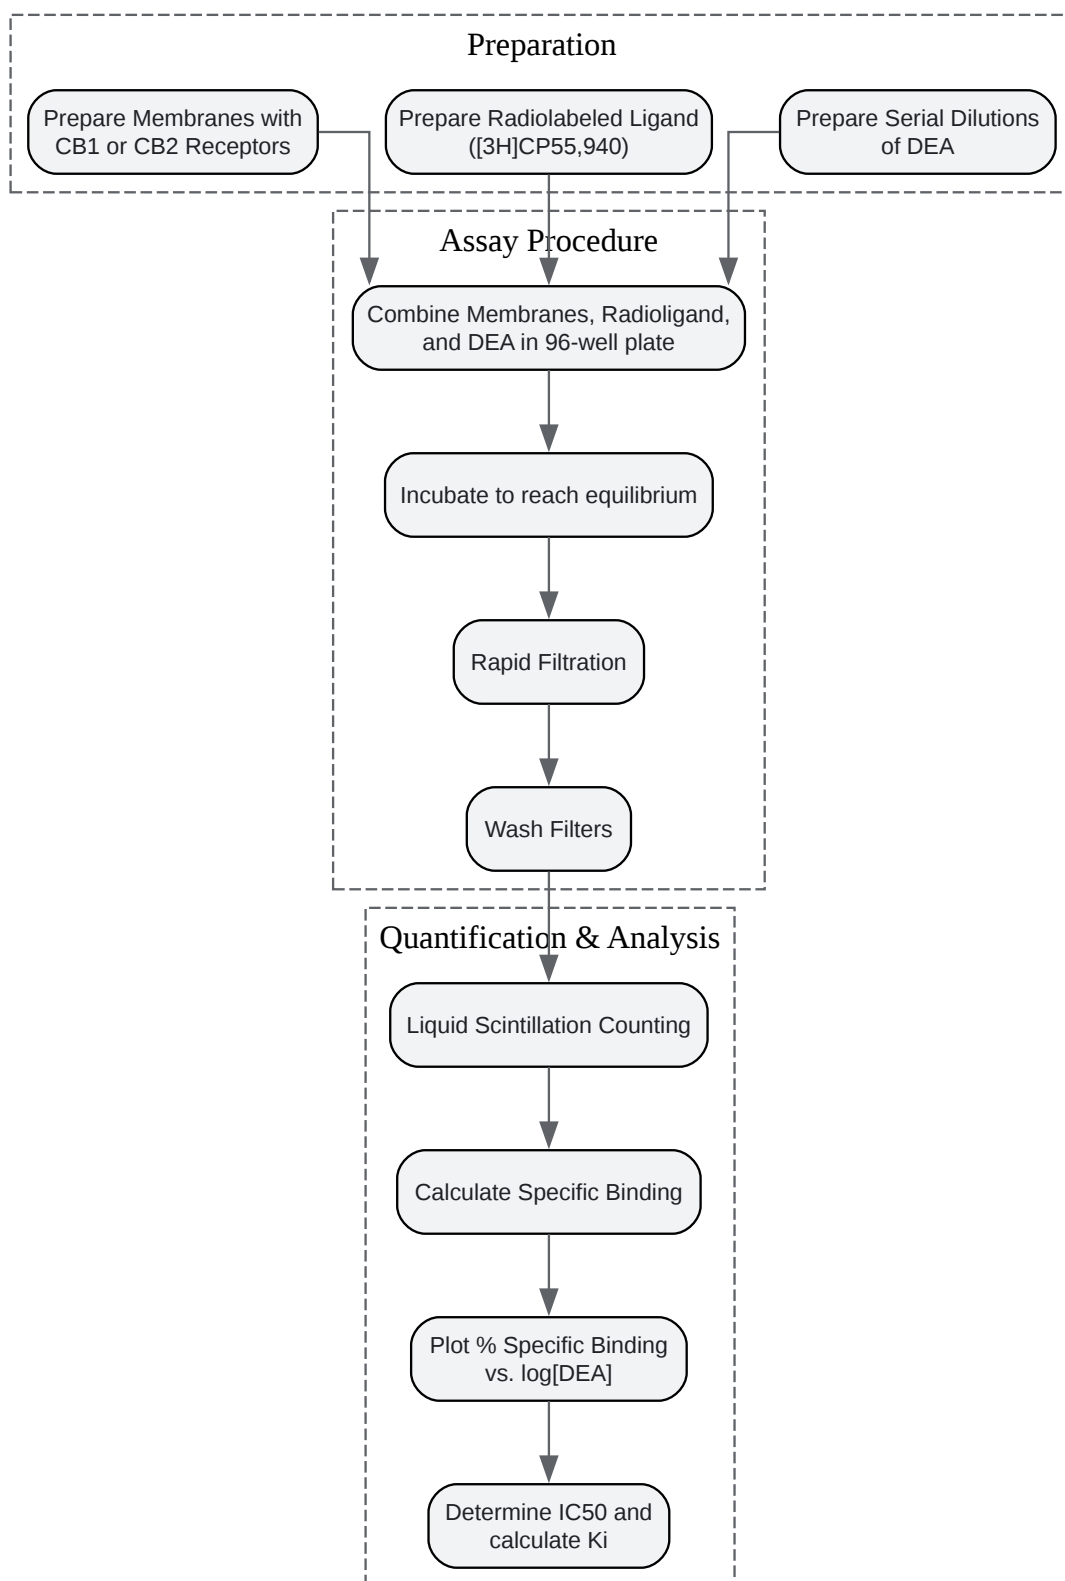 Preparation
Prepare Membranes with
CB1 or CB2 Receptors
Prepare Radiolabeled Ligand
([3H]CP55,940)
Prepare Serial Dilutions
of DEA
Assay Procedure
Combine Membranes, Radioligand,
and DEA in 96-well plate
Incubate to reach equilibrium
Rapid Filtration
Wash Filters
Quantification & Analysis
Liquid Scintillation Counting
Calculate Specific Binding
Plot % Specific Binding
vs. log[DEA]
Determine IC50 and
calculate Ki